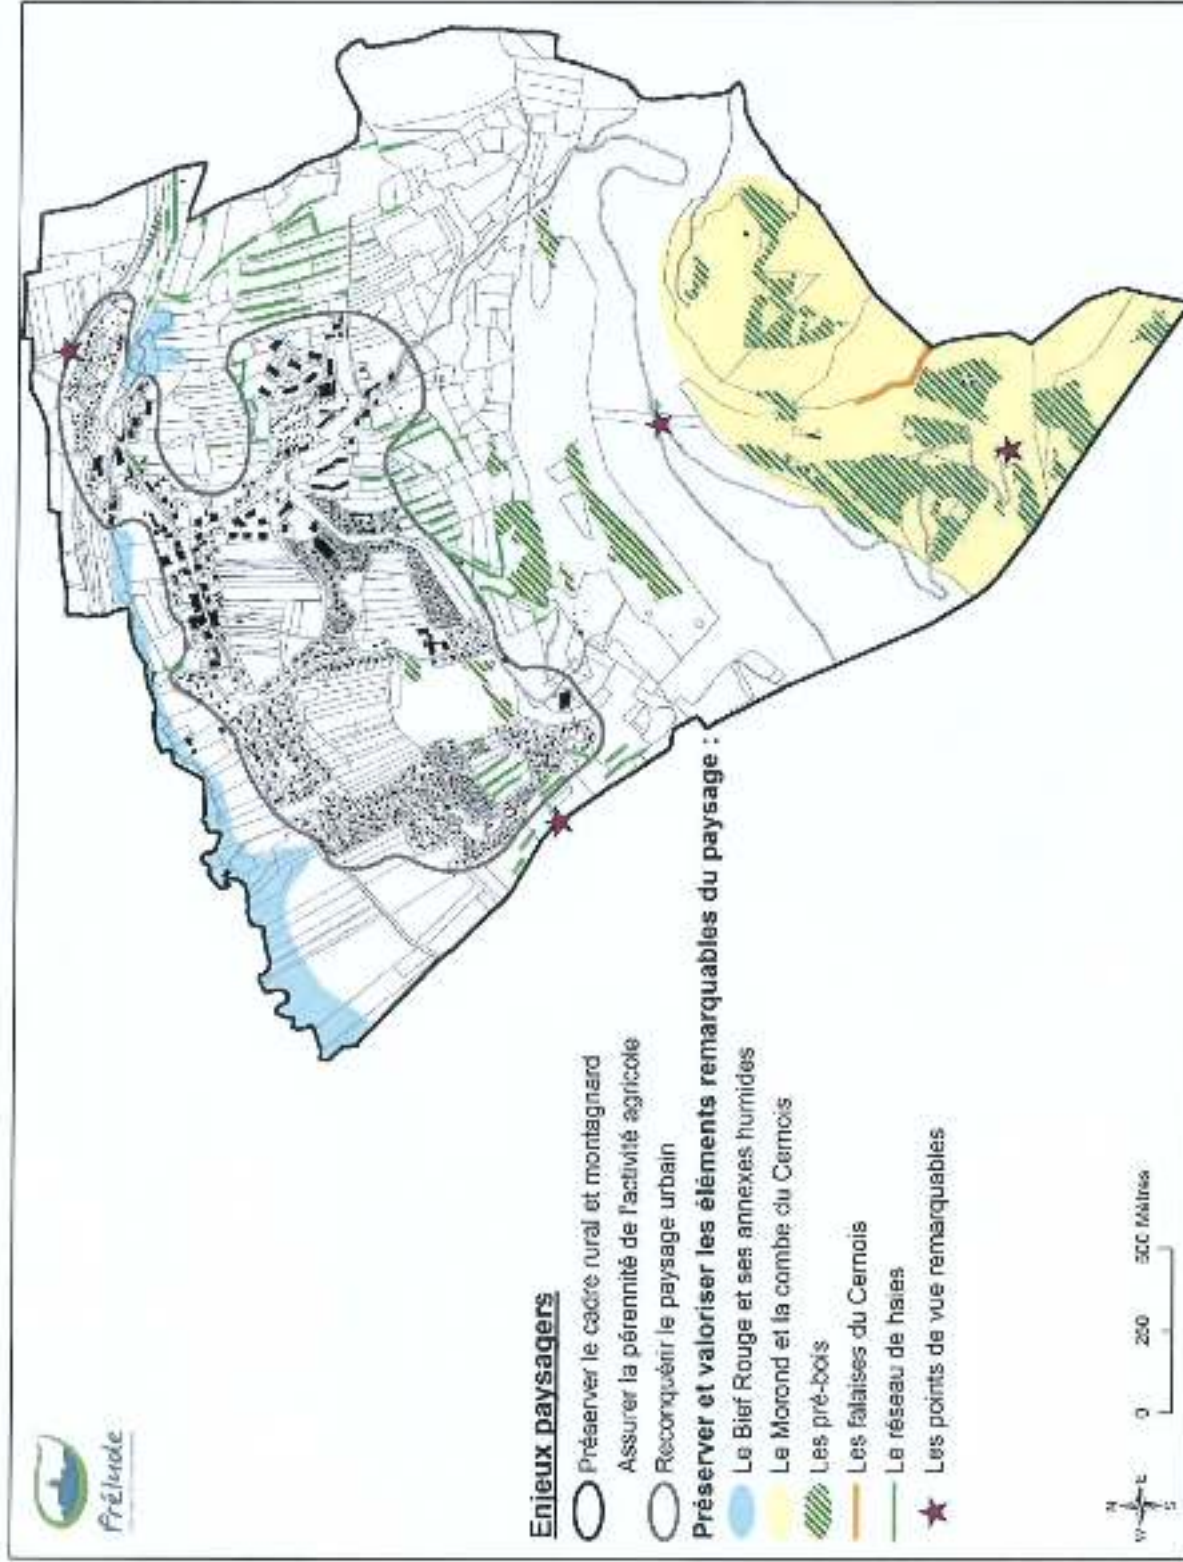 Prélude
Enjeux paysagers
Préserver le cadre rural et montagnard
Assurer la pérennité de l'activité agricole
Reconquérir le paysage urbain
Préserver et valoriser les éléments remarquables du paysage :
Le Bief Rouge et ses annexes humides
Le Morond et la combe du Cernois
Les pré-bois
Les falaises du Cernois
Le réseau de haies
Les points de vue remarquables
N
W E
S
0 250 500 Mètres